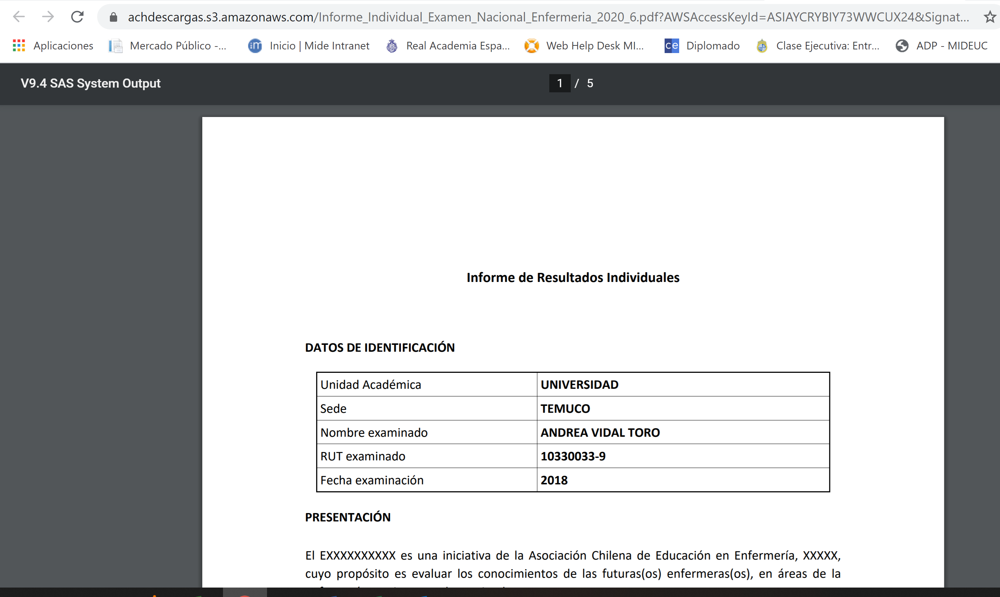 achdescargas.s3.amazonaws.com/Informe_Individual_Examen_Nacional_Enfermeria_2020_6.pdf?AWSAccessKeyId=ASIAYCRYBIY73WWCUX24&Signat...
Aplicaciones Mercado Público -... Inicio | Mide Intranet Real Academia Espa... Web Help Desk MI... ce Diplomado Clase Ejecutiva: Entr... ADP - MIDEUC
V9.4 SAS System Output 1 / 5
Informe de Resultados Individuales
DATOS DE IDENTIFICACIÓN
Unidad Académica UNIVERSIDAD
Sede TEMUCO
Nombre examinado ANDREA VIDAL TORO
RUT examinado 10330033-9
Fecha examinación 2018
PRESENTACIÓN
El EXXXXXXXXXX es una iniciativa de la Asociación Chilena de Educación en Enfermería, XXXXX,
cuyo propósito es evaluar los conocimientos de las futuras(os) enfermeras(os), en áreas de la